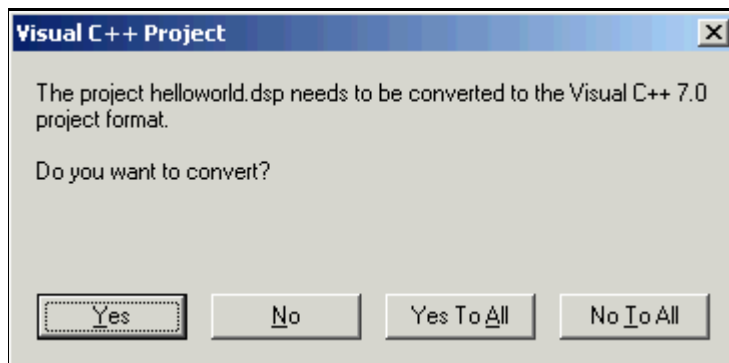 Visual C++ Project
The project helloworld.dsp needs to be converted to the Visual C++ 7.0
project format.
Do you want to convert?
Yes
No
Yes To All
No To All